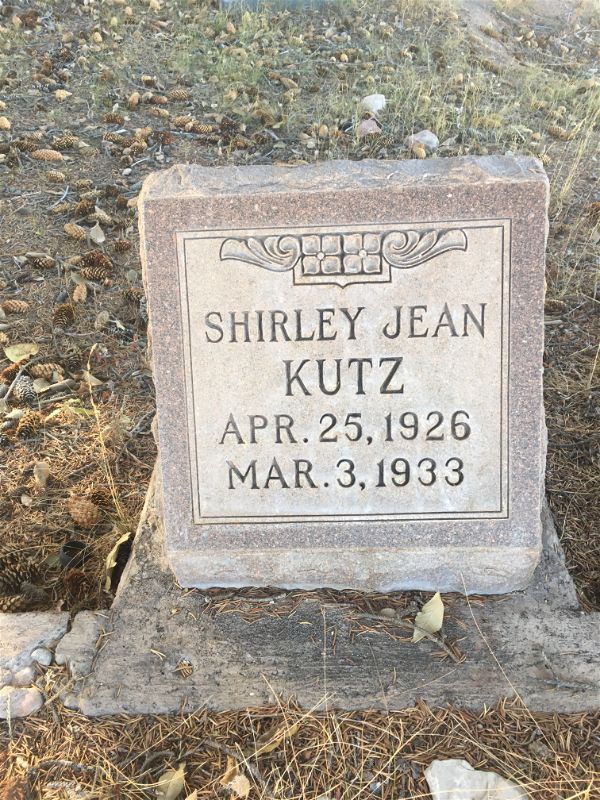 SHIRLEY JEAN
KUTZ
APR. 25, 1926
MAR. 3, 1933